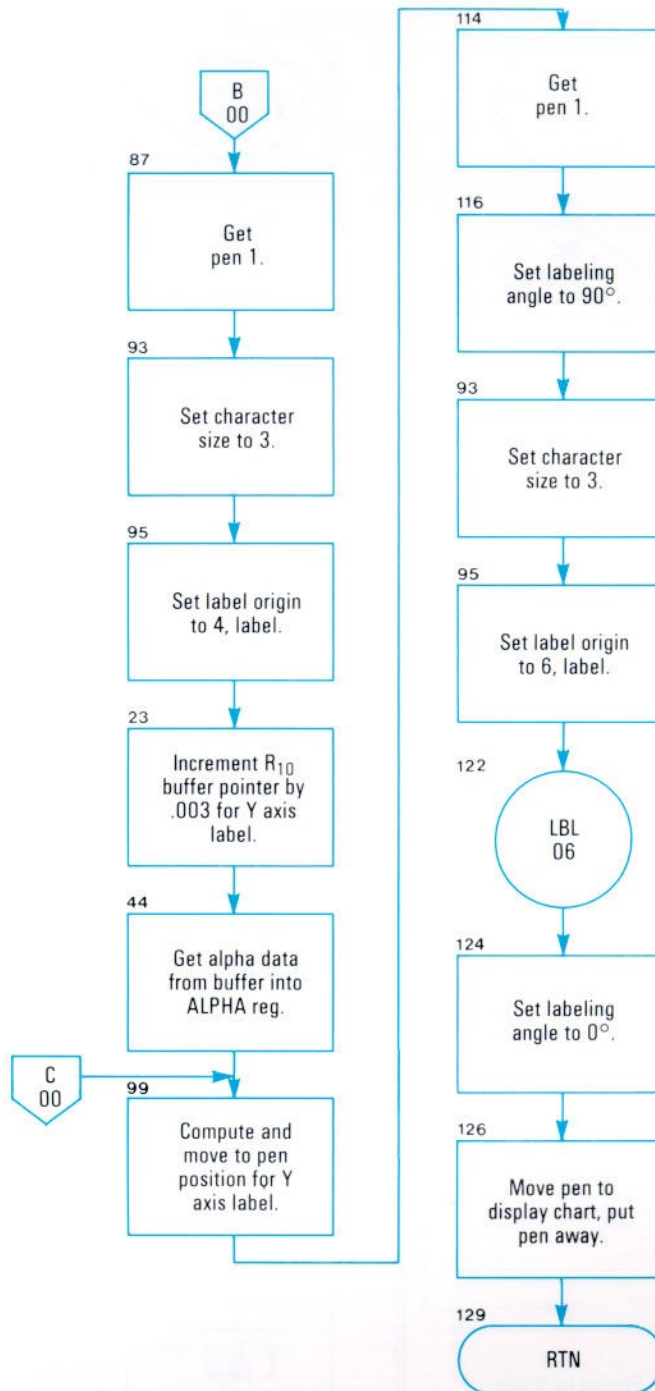 B
00
87
Get
pen 1.
93
Set character
size to 3.
95
Set label origin
to 4, label.
23
Increment R10
buffer pointer by
.003 for Y axis
label.
44
Get alpha data
from buffer into
ALPHA reg.
C
00
99
Compute and
move to pen
position for Y
axis label.
114
Get
pen 1.
116
Set labeling
angle to 90°.
93
Set character
size to 3.
95
Set label origin
to 6, label.
122
LBL
06
124
Set labeling
angle to 0°.
126
Move pen to
display chart, put
pen away.
129
RTN